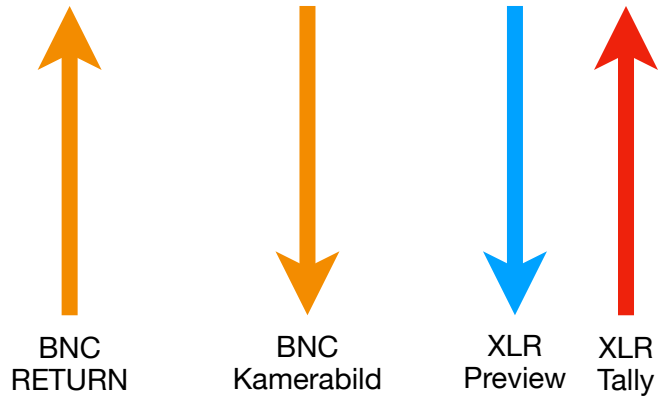 BNC
RETURN
BNC
Kamerabild
XLR
Preview
XLR
Tally